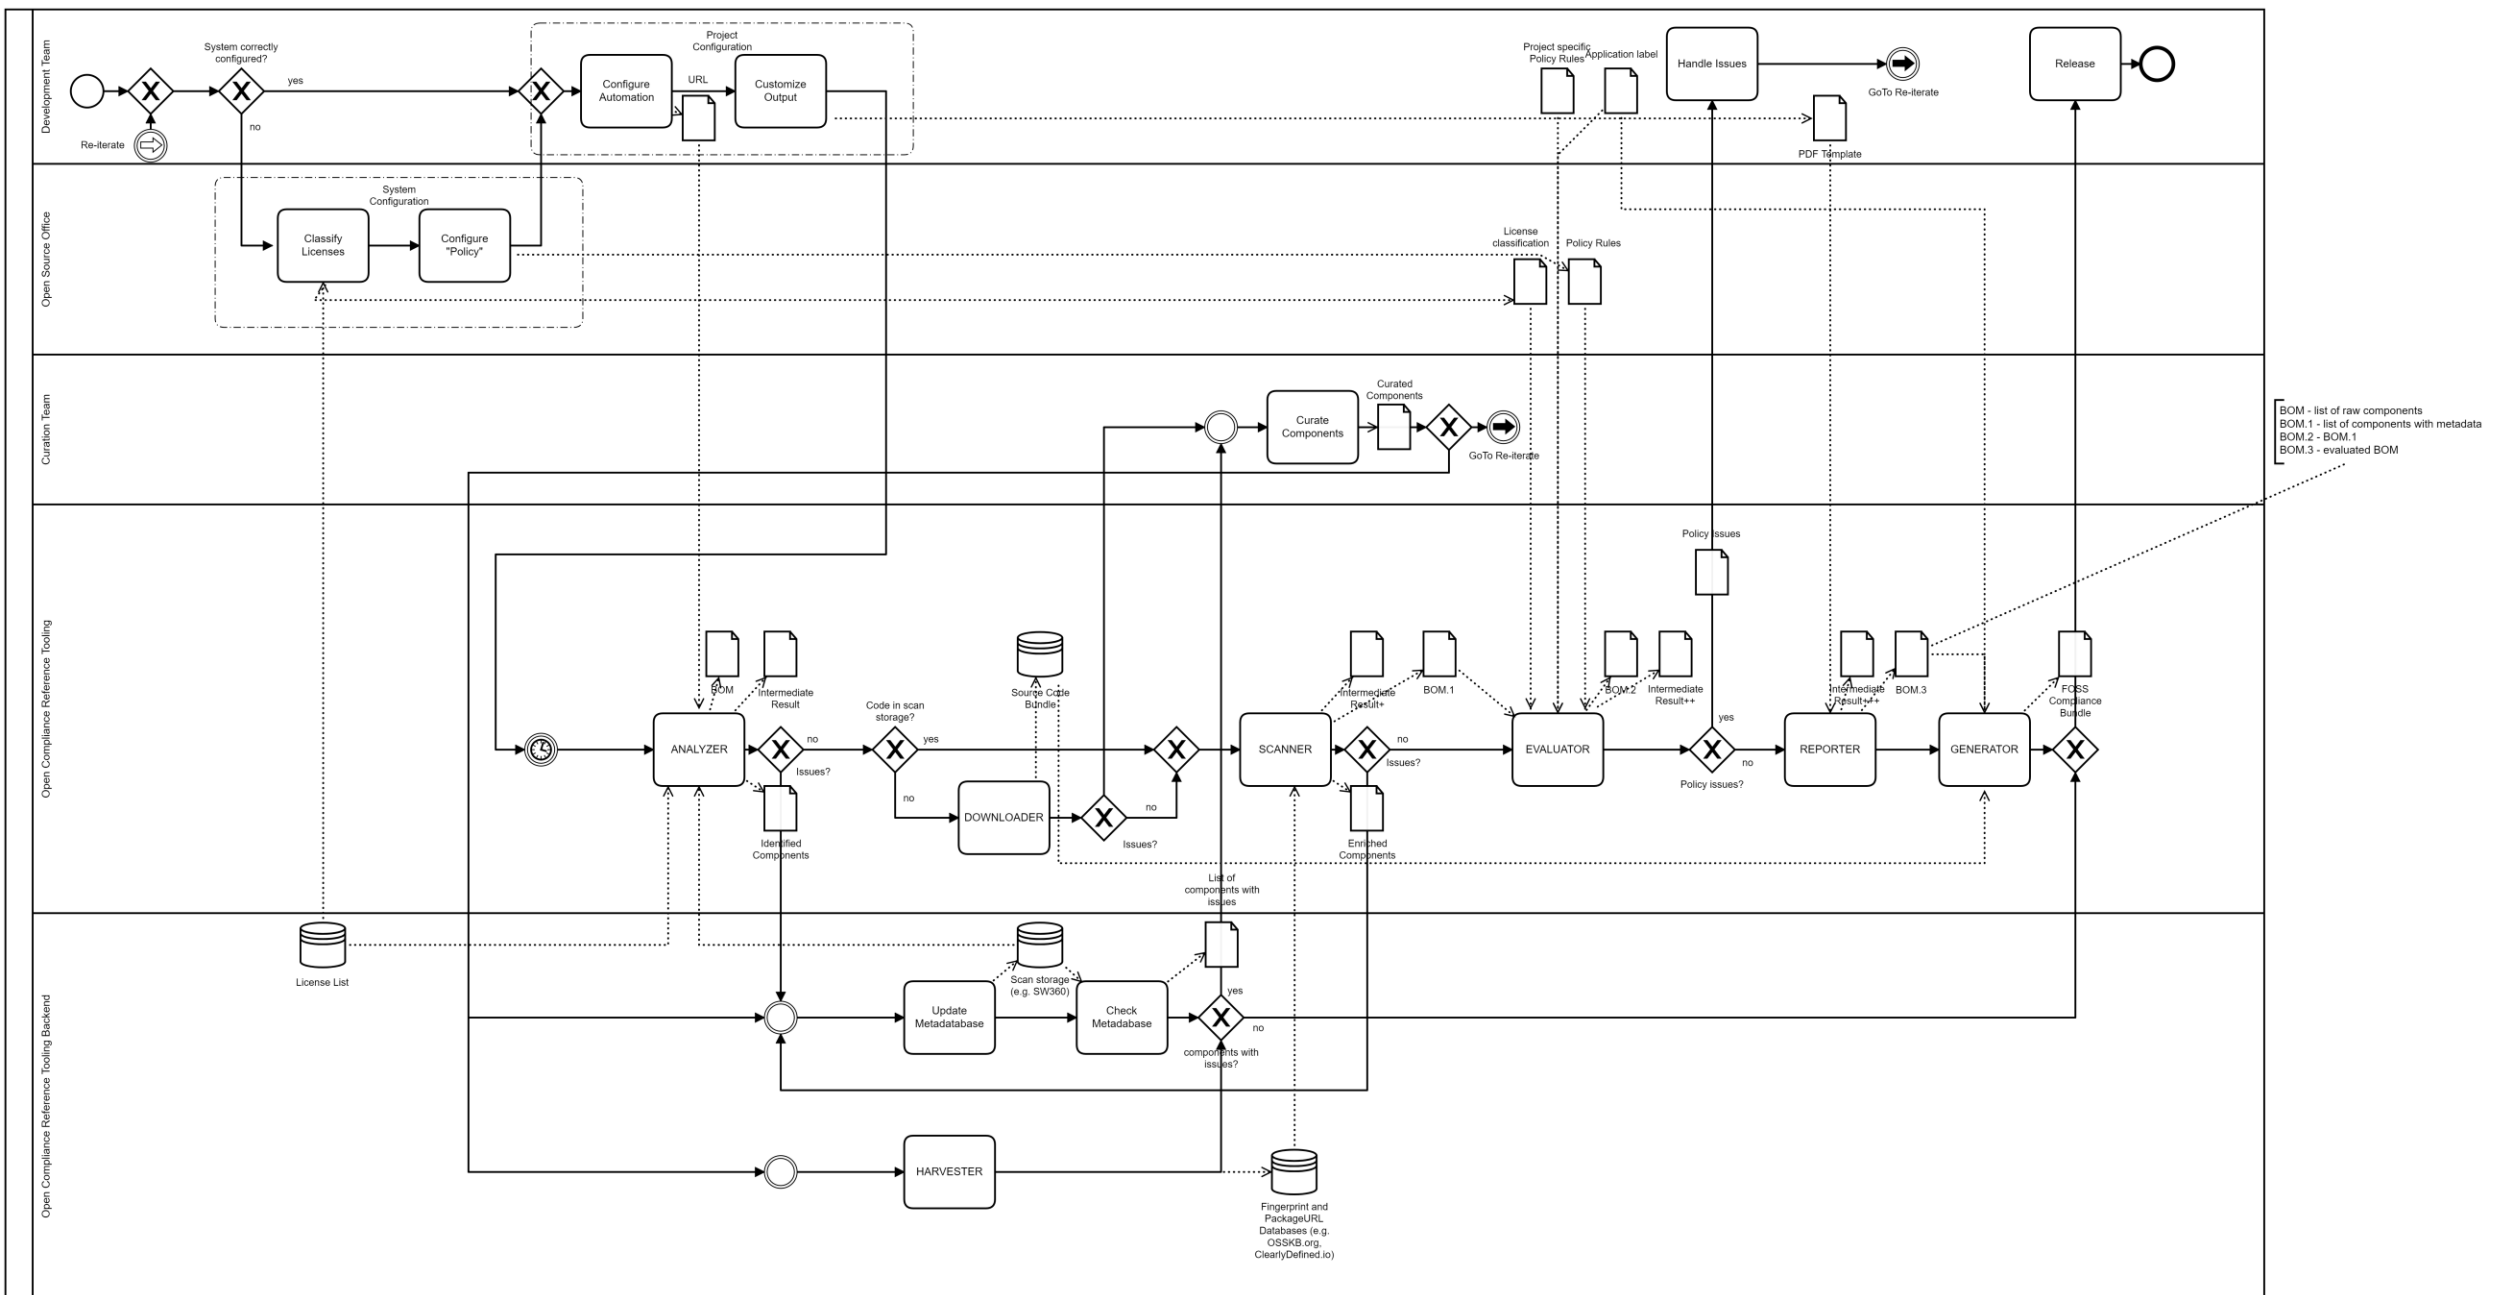 Development Team
System correctly
configured?
yes
no
Re-iterate
Project
Configuration
Configure
Automation
URL
Customize
Output
Project specific
Policy Rules
Application label
Handle Issues
GoTo Re-iterate
PDF Template
Release
Open Source Office
System
Configuration
Classify
Licenses
Configure
"Policy"
License
classification
Policy Rules
Curation Team
Curate
Components
Curated
Components
GoTo Re-iterate
BOM - list of raw components
BOM.1 - list of components with metadata
BOM.2 - BOM.1
BOM.3 - evaluated BOM
Open Compliance Reference Tooling
ANALYZER
BOM
Intermediate
Result
no
Issues?
Identified
Components
Code in scan
storage?
yes
no
Source Code
Bundle
DOWNLOADER
no
Issues?
SCANNER
Intermediate
Result+
BOM.1
no
Issues?
Enriched
Components
EVALUATOR
BOM.2
Intermediate
Result++
Policy Issues
yes
no
Policy issues?
REPORTER
Intermediate
Result+++
BOM.3
GENERATOR
FOSS
Compliance
Bundle
List of
components with
issues
Open Compliance Reference Tooling Backend
License List
Update
Metadatabase
Scan storage
(e.g. SW360)
Check
Metadabase
yes
no
components with
issues?
HARVESTER
Fingerprint and
PackageURL
Databases (e.g.
OSSKB.org,
ClearlyDefined.io)